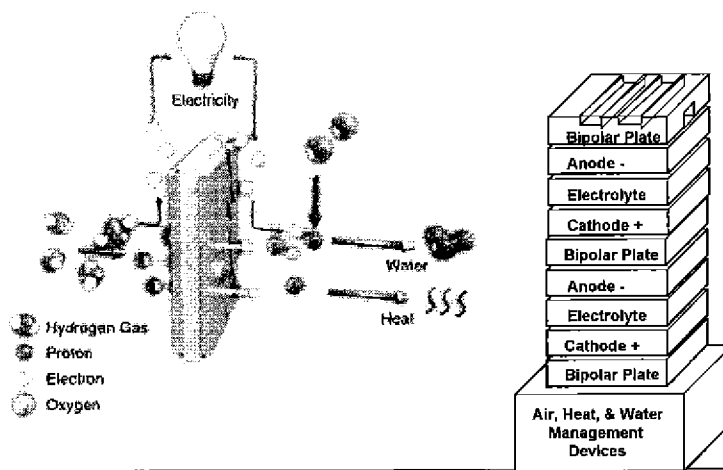 Electricity
Water
Heat
Hydrogen Gas
Proton
Electron
Oxygen
Bipolar Plate
Anode -
Electrolyte
Cathode +
Bipolar Plate
Anode -
Electrolyte
Cathode +
Bipolar Plate
Air, Heat, & Water
Management
Devices